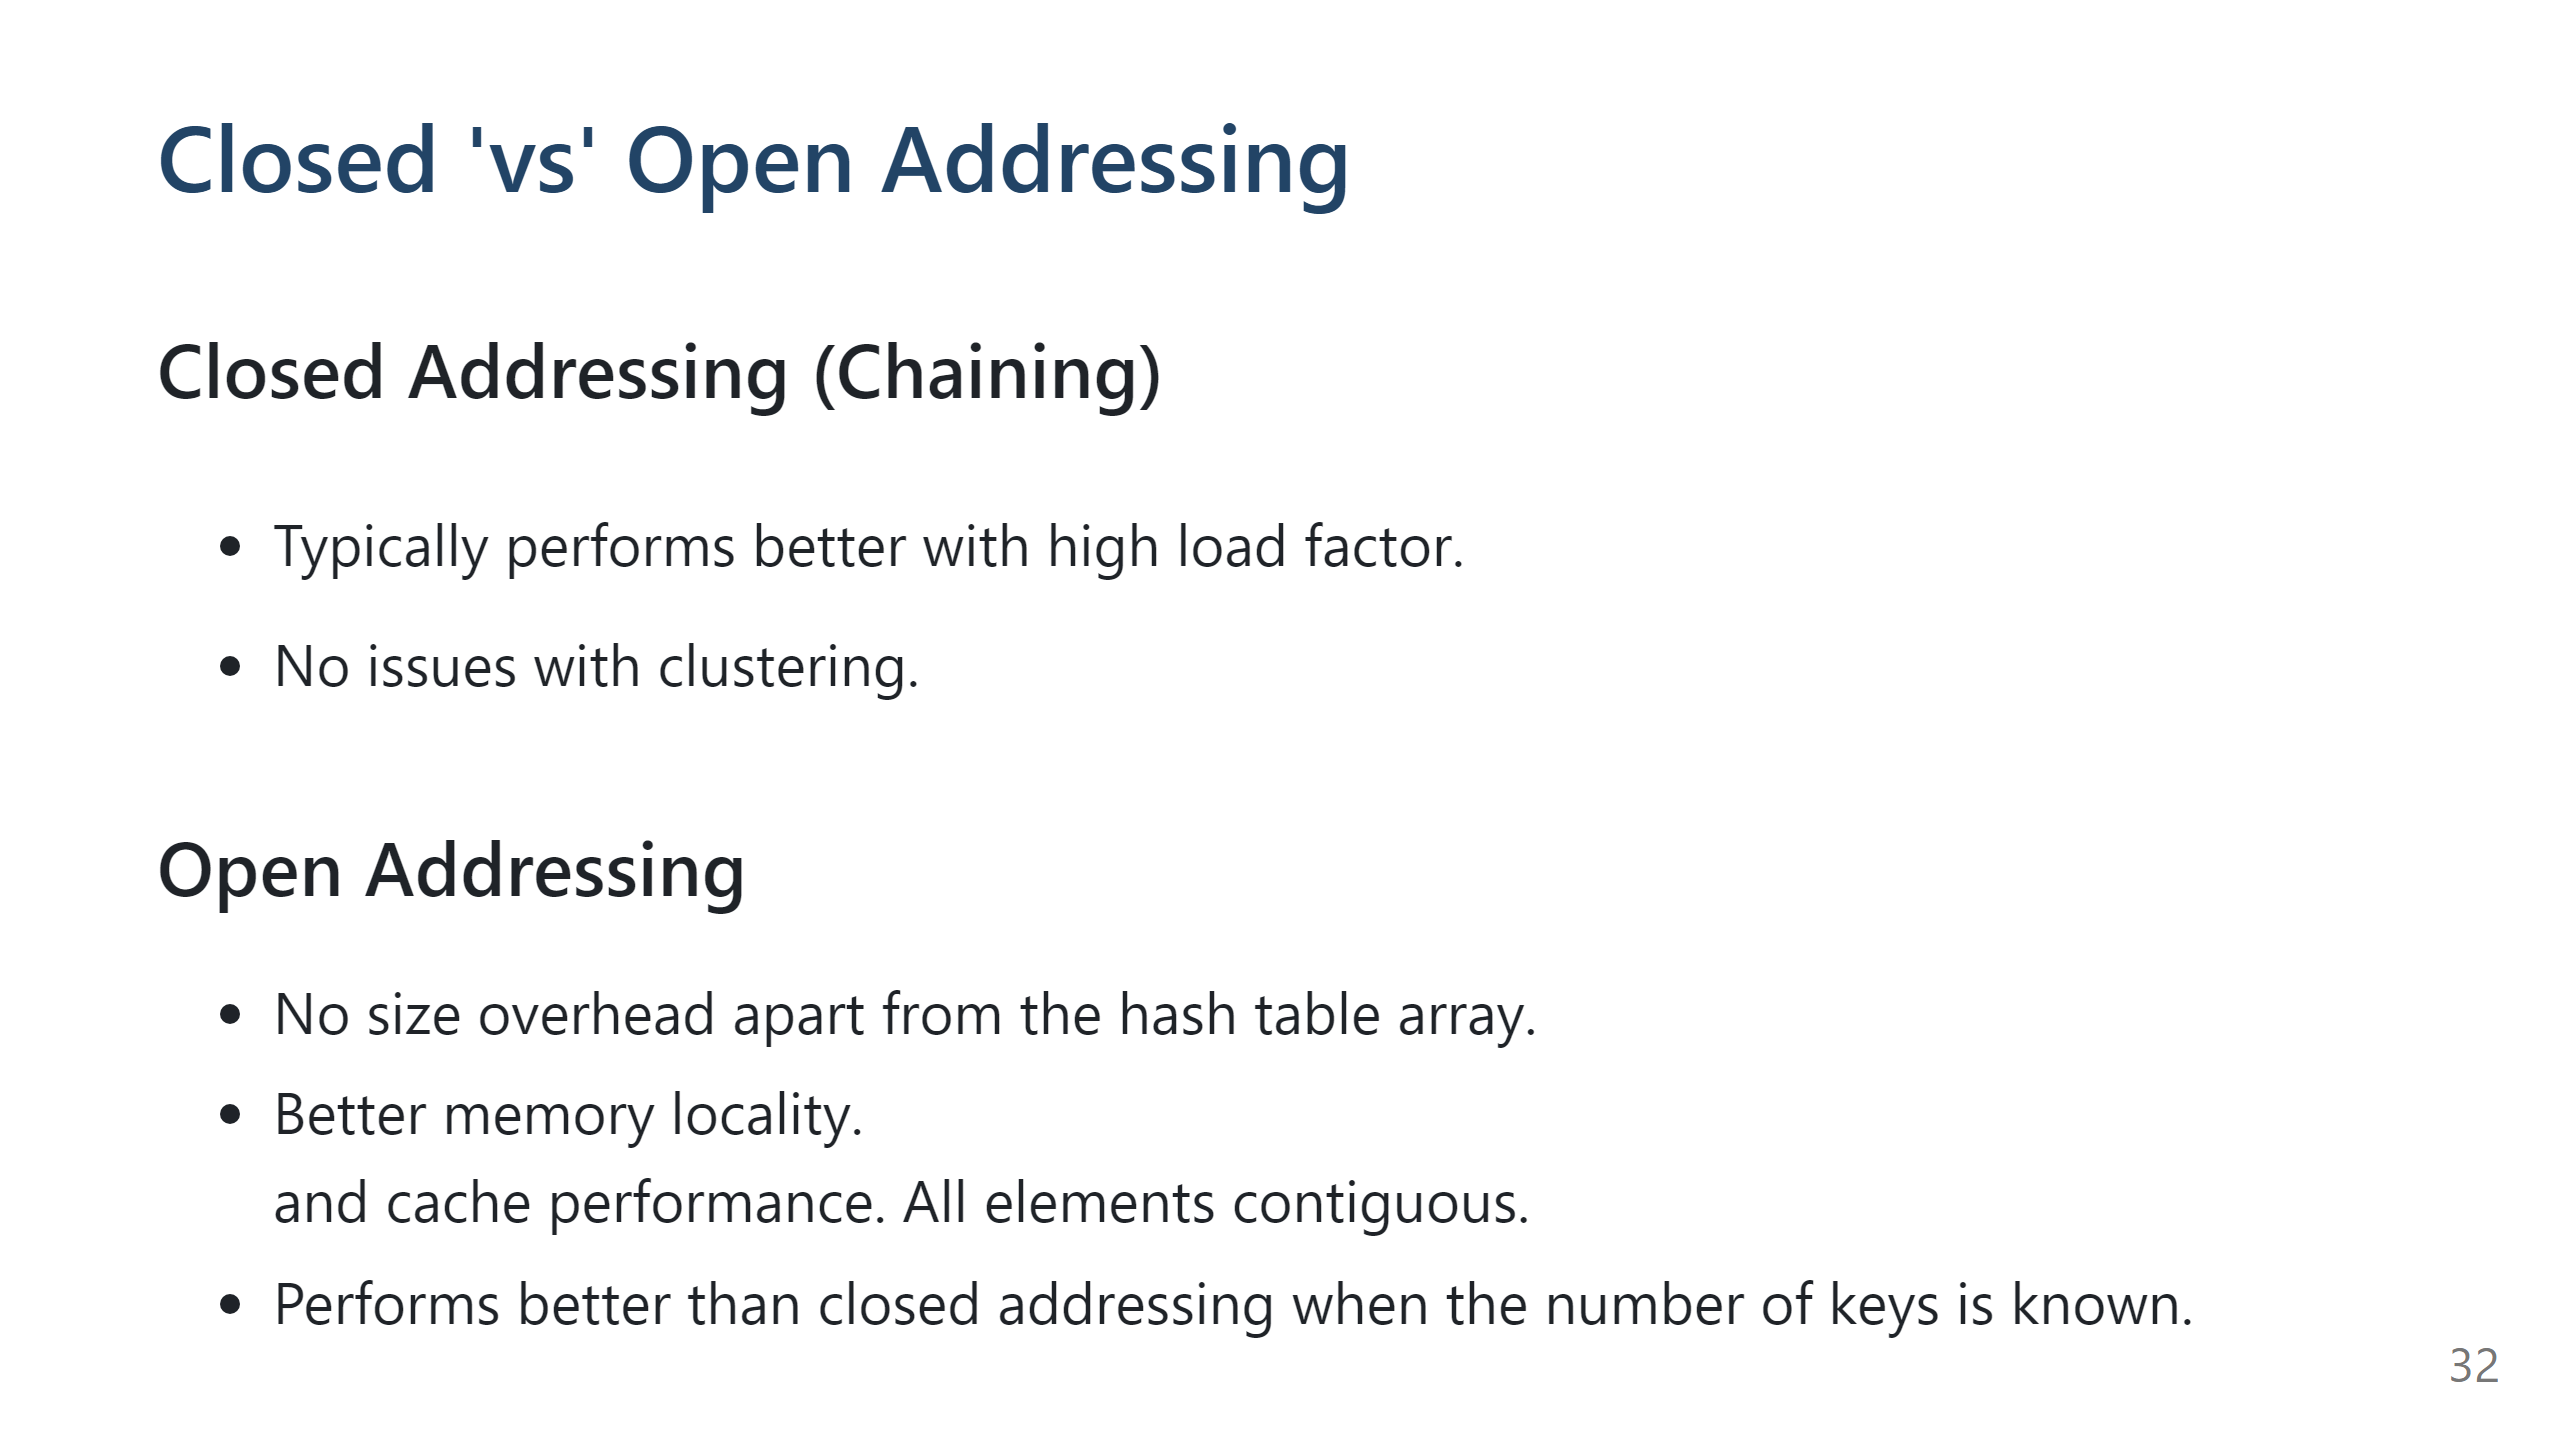 Closed 'vs' Open Addressing
Closed Addressing (Chaining)
• Typically performs better with high load factor.
• No issues with clustering.
Open Addressing
• No size overhead apart from the hash table array.
• Better memory locality.
and cache performance. All elements contiguous.
• Performs better than closed addressing when the number of keys is known.
32